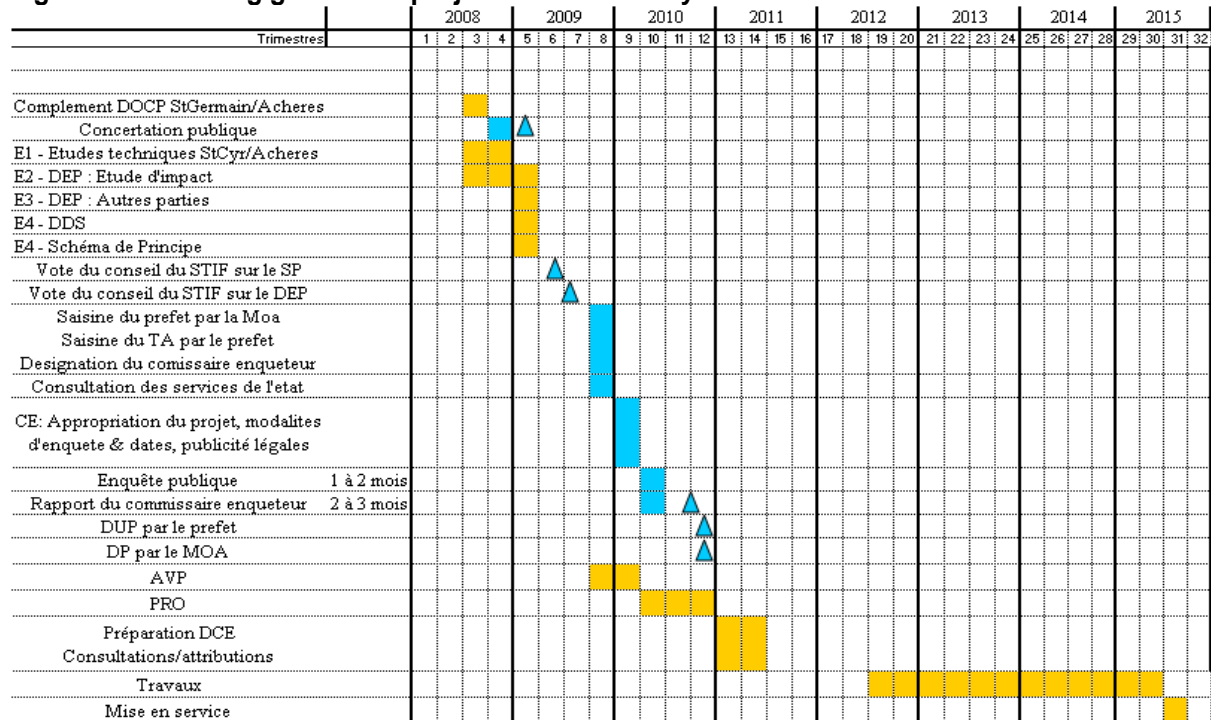 2008 2009 2010 2011 2012 2013 2014 2015
Trimestres 1 2 3 4 5 6 7 8 9 10 11 12 13 14 15 16 17 18 19 20 21 22 23 24 25 26 27 28 29 30 31 32
Complement DOCP StGermain/Acheres
Concertation publique
E1 - Etudes techniques StCyr/Acheres
E2 - DEP : Etude d'impact
E3 - DEP : Autres parties
E4 - DDS
E4 - Schéma de Principe
Vote du conseil du STIF sur le SP
Vote du conseil du STIF sur le DEP
Saisine du prefet par la Moa
Saisine du TA par le prefet
Designation du comissaire enqueteur
Consultation des services de l'etat
CE: Appropriation du projet, modalites
d'enquete & dates, publicité légales
Enquête publique 1 à 2 mois
Rapport du commissaire enqueteur 2 à 3 mois
DUP par le prefet
DP par le MOA
AVP
PRO
Préparation DCE
Consultations/attributions
Travaux
Mise en service